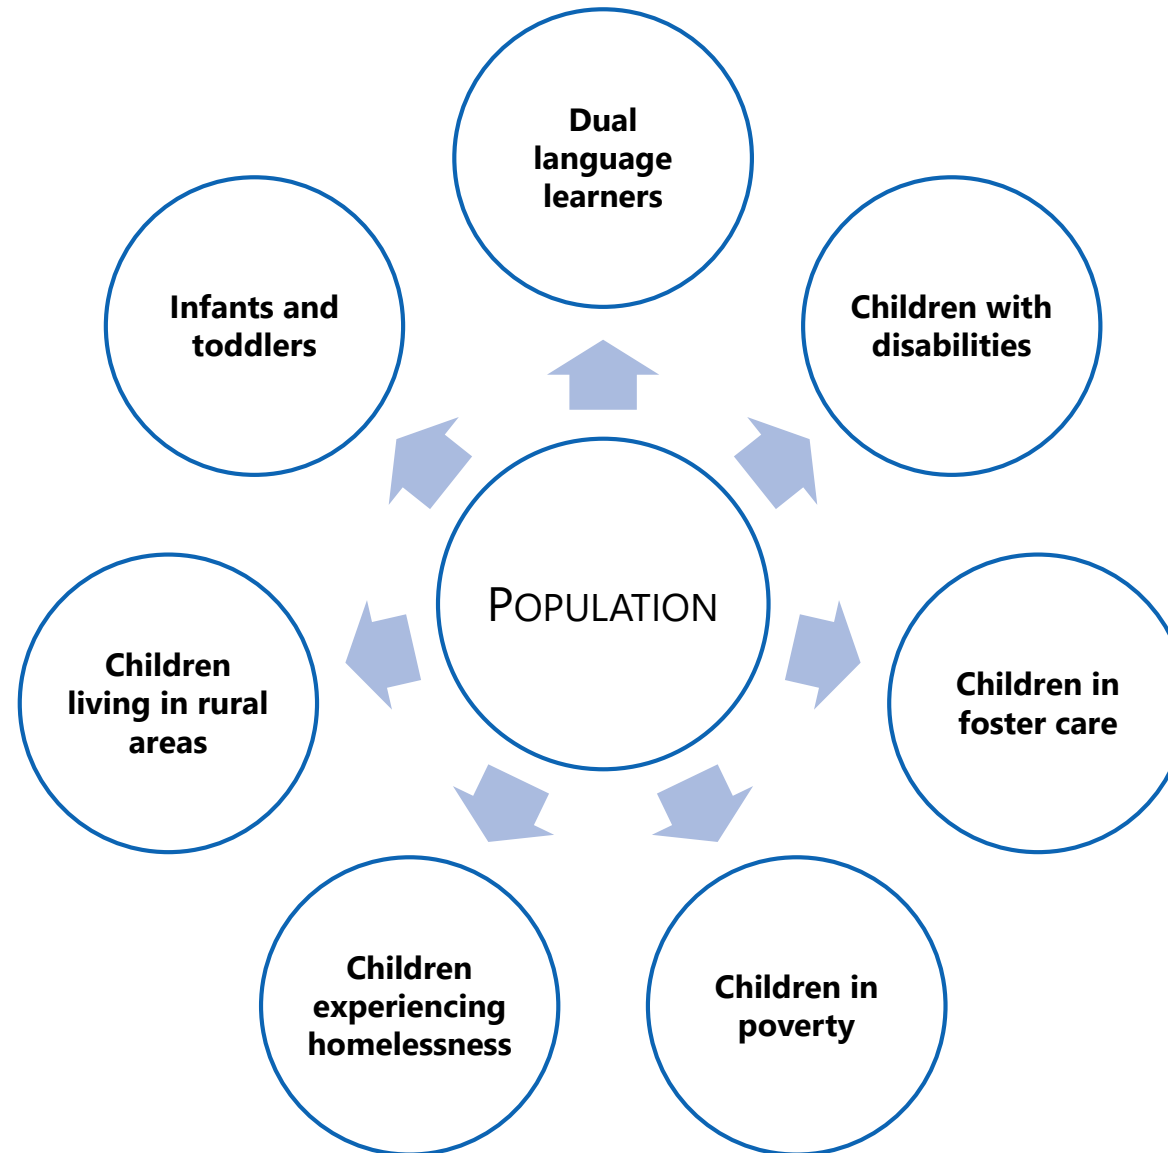 Dual
language
learners
Infants and
toddlers
Children with
disabilities
POPULATION
Children
living in rural
areas
Children in
foster care
Children
experiencing
homelessness
Children in
poverty